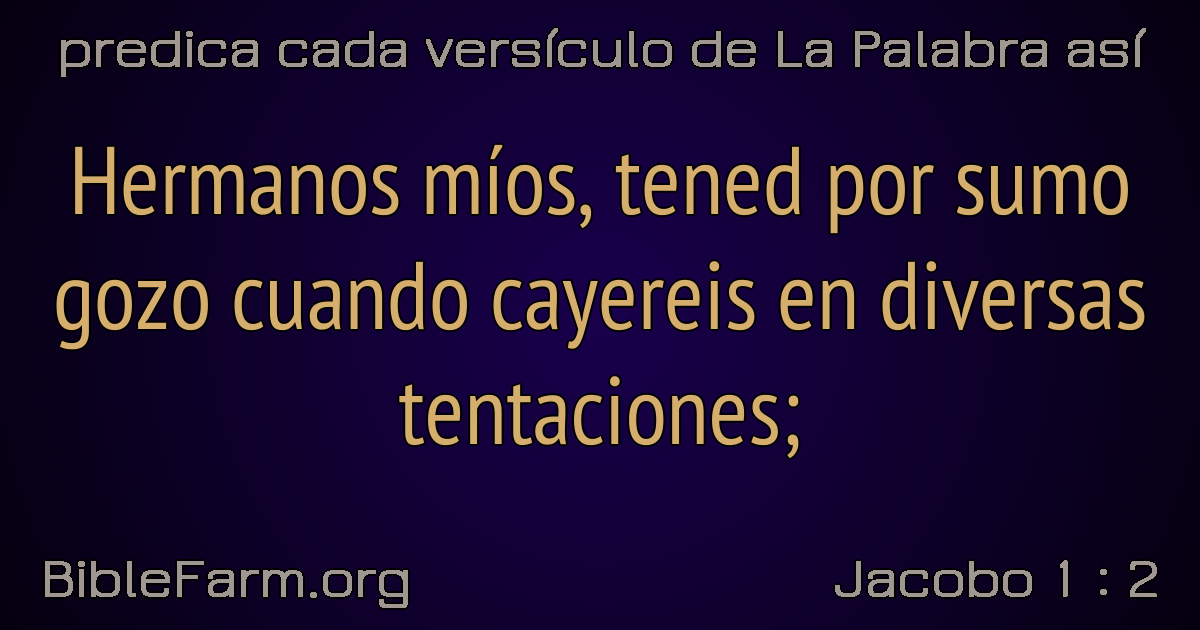 predica cada versículo de La Palabra así
Hermanos míos, tened por sumo
gozo cuando cayereis en diversas
tentaciones;
BibleFarm.org
Jacobo 1 : 2